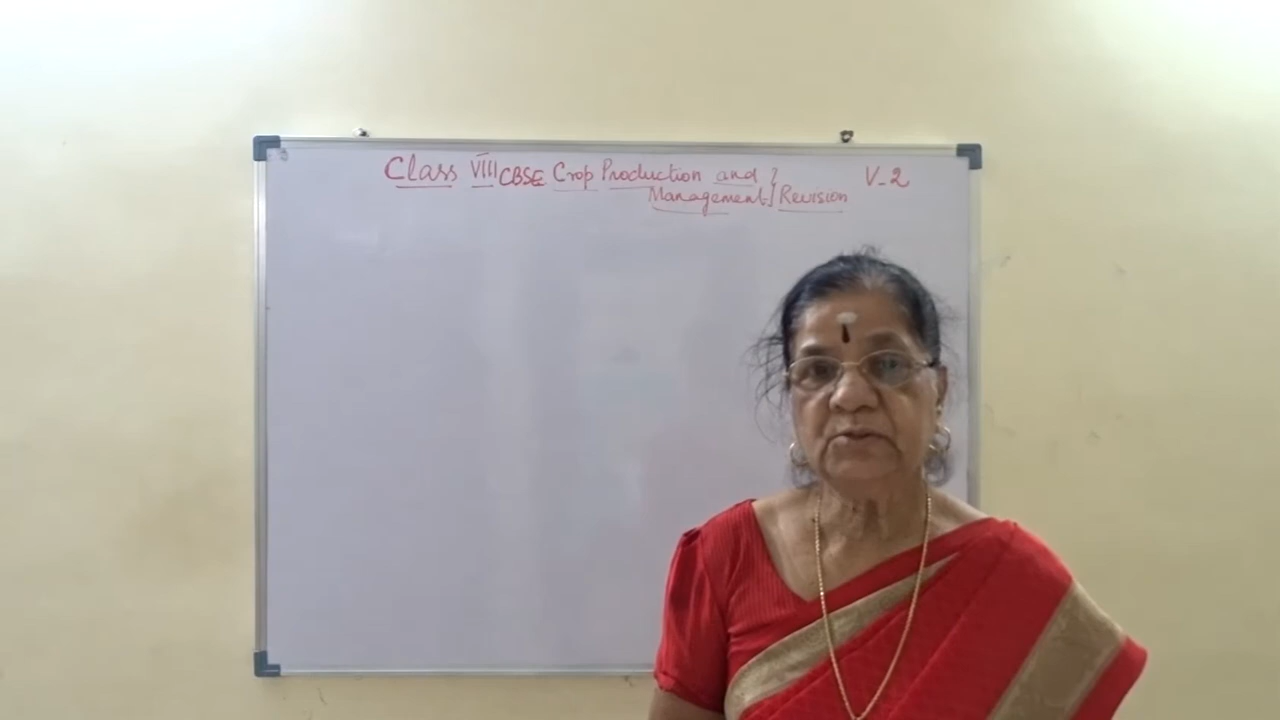 Class VIII CBSE Crop Production and } V-2
Management } Revision